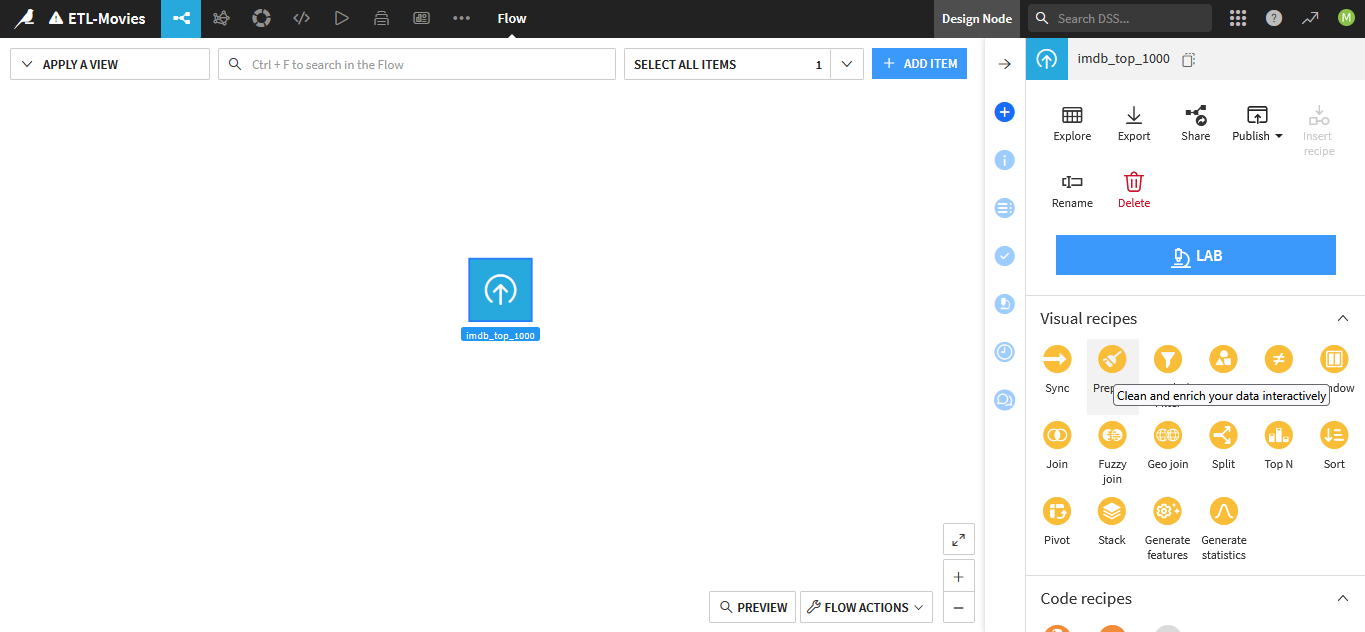 ETL-Movies
Flow
Design Node
Search DSS...
M
APPLY A VIEW
Ctrl + F to search in the Flow
SELECT ALL ITEMS 1
+ ADD ITEM
imdb_top_1000
imdb_top_1000
Explore
Export
Share
Publish
Insert
recipe
Rename
Delete
LAB
Visual recipes
Sync
Clean and enrich your data interactively
Join
Fuzzy
join
Geo join
Split
Top N
Sort
Pivot
Stack
Generate
features
Generate
statistics
Code recipes
PREVIEW
FLOW ACTIONS